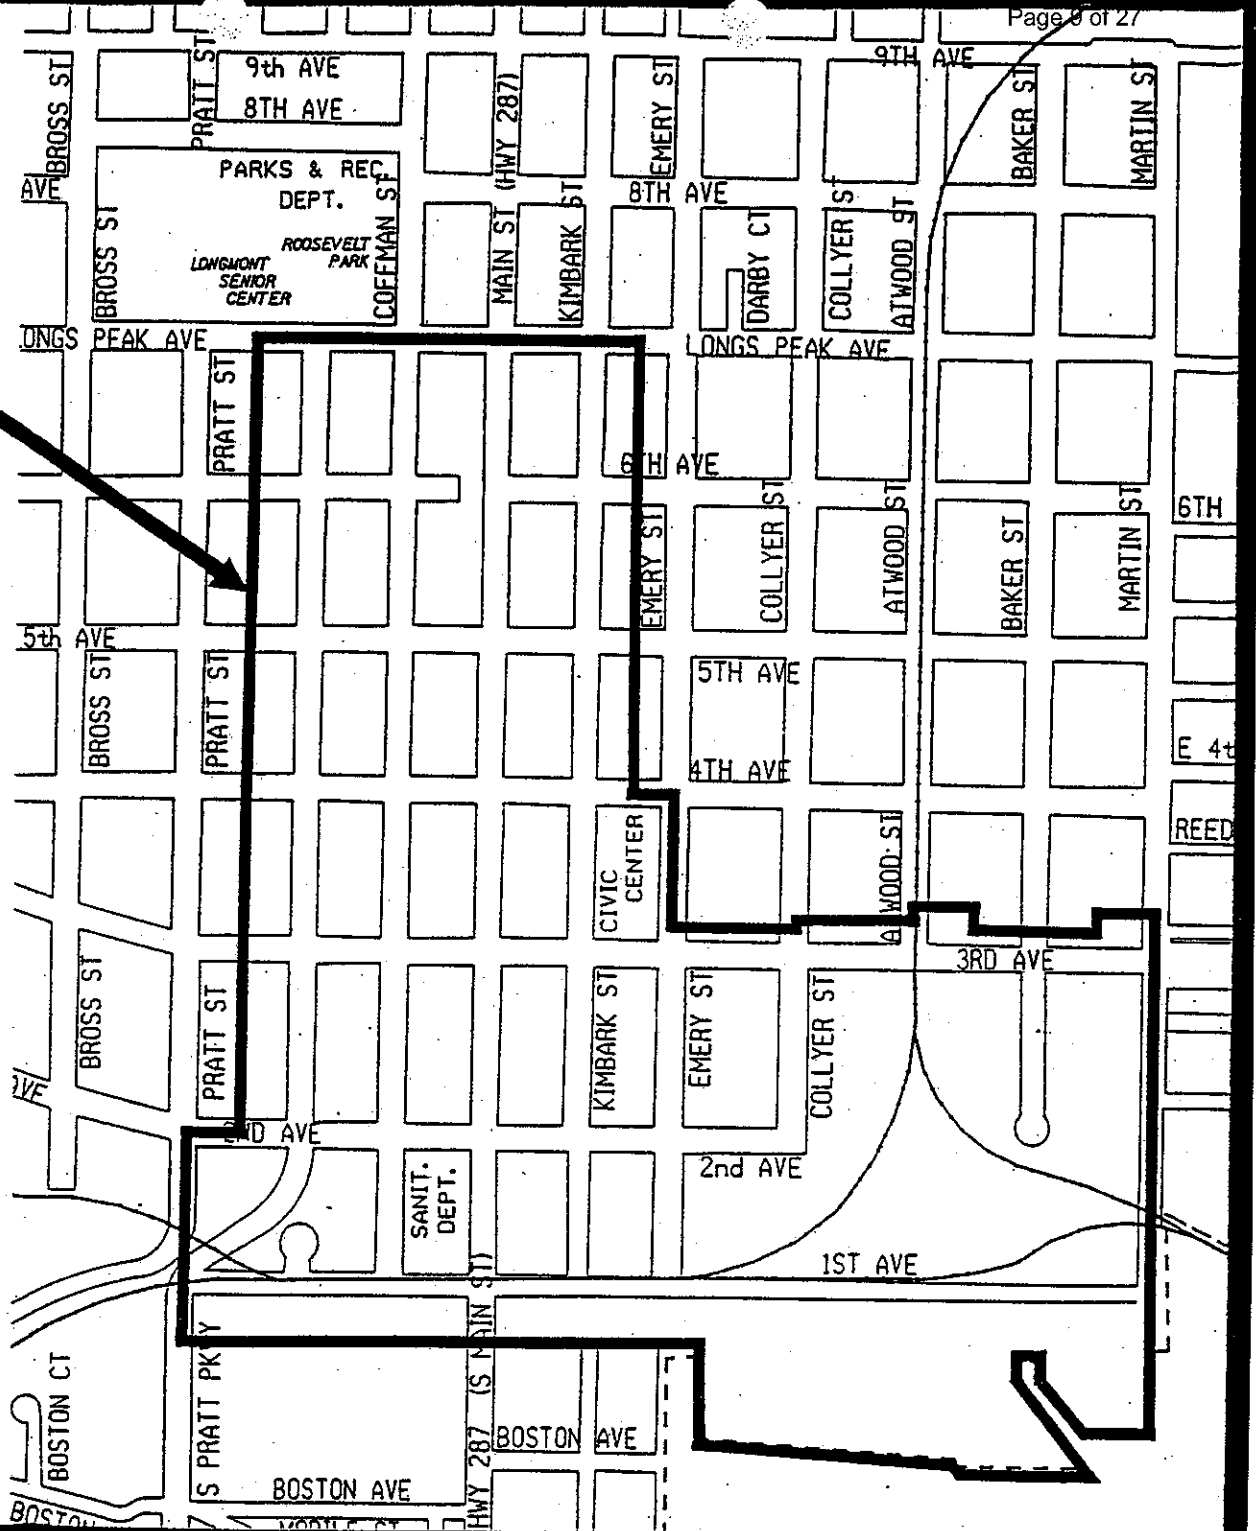 Page 9 of 27
9th AVE
9TH AVE
BROSS ST
PRATT ST
8TH AVE
MAIN ST (HWY 287)
EMERY ST
BAKER ST
MARTIN ST
AVE
PARKS & REC.
DEPT.
8TH AVE
BROSS ST
ROOSEVELT
PARK
LONGMONT
SENIOR
CENTER
COFFMAN ST
KIMBARK ST
DARBY CT
COLLYER ST
ATWOOD ST
ONGS PEAK AVE
LONGS PEAK AVE
PRATT ST
6TH AVE
EMERY ST
COLLYER ST
ATWOOD ST
BAKER ST
MARTIN ST
6TH
5th AVE
BROSS ST
PRATT ST
5TH AVE
4TH AVE
E 4t
CIVIC
CENTER
ATWOOD ST
REED
BROSS ST
PRATT ST
KIMBARK ST
EMERY ST
COLLYER ST
3RD AVE
AVE
2ND AVE
2nd AVE
SANIT.
DEPT.
1ST AVE
BOSTON CT
S PRATT PKWY
HWY 287 (S MAIN ST)
BOSTON AVE
BOSTON AVE
BOSTON